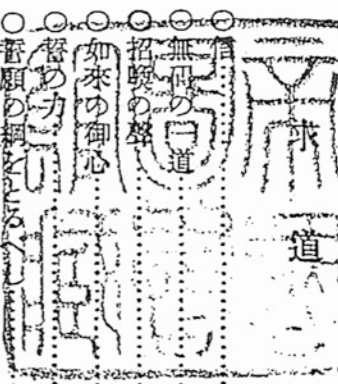 求道
○信………
○無碍の一道………
○招喚の聲………
○如來の御心………
○誓の力………
○誓願の綱をとるべし………